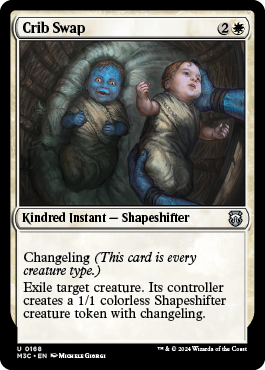 Crib Swap 2
Kindred Instant — Shapeshifter
Changeling (This card is every
creature type.)
Exile target creature. Its controller
creates a 1/1 colorless Shapeshifter
creature token with changeling.
U 0168
M3C • EN Michele Giorgi
™ & © 2024 Wizards of the Coast